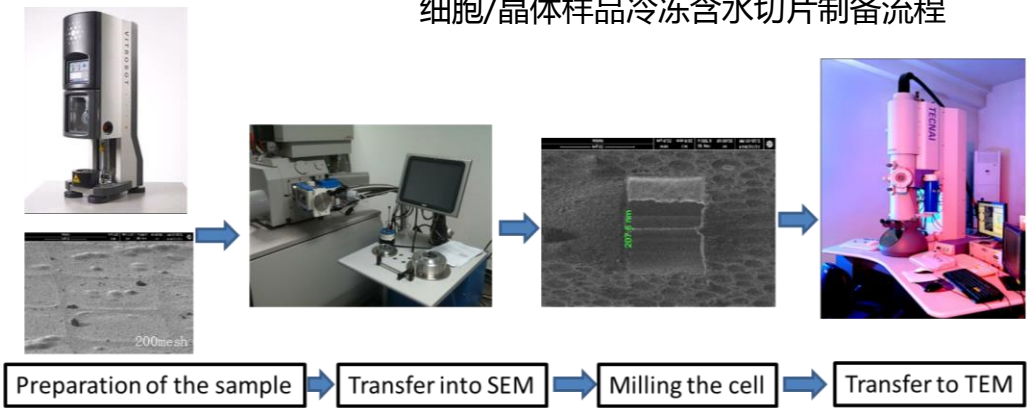 细胞/晶体样品冷冻含水切片制备流程
VITROBOT
TECNAI
207.5 nm
200mesh
Preparation of the sample
Transfer into SEM
Milling the cell
Transfer to TEM